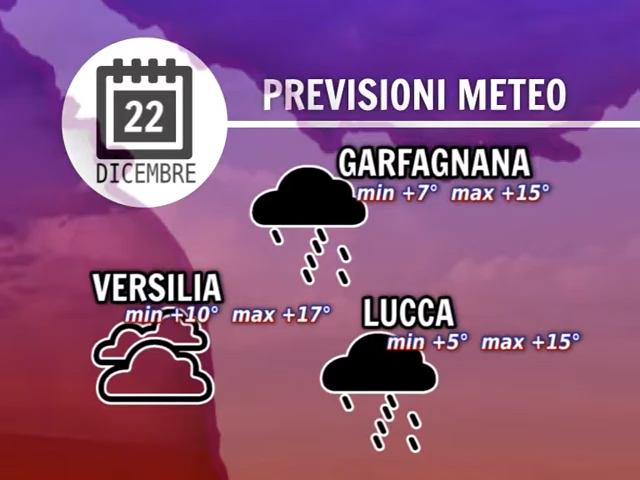 22
DICEMBRE
PREVISIONI METEO
GARFAGNANA
min +7° max +15°
VERSILIA
min +10° max +17°
LUCCA
min +5° max +15°